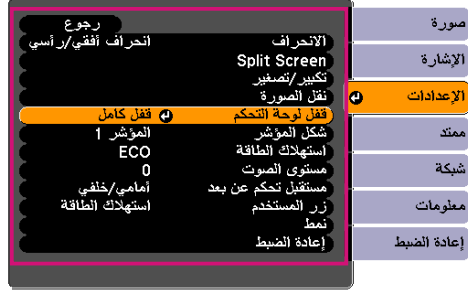 صورة
الإشارة
الإعدادات
ممتد
شبكة
معلومات
إعادة الضبط
رجوع
الانحراف انحراف أفقي/رأسي
Split Screen
تكبير/تصغير
نقل الصورة
قفل لوحة التحكم قفل كامل
شكل المؤشر المؤشر 1
استهلاك الطاقة ECO
مستوى الصوت 0
مستقبل تحكم عن بعد أمامي/خلفي
زر المستخدم استهلاك الطاقة
نمط
إعادة الضبط